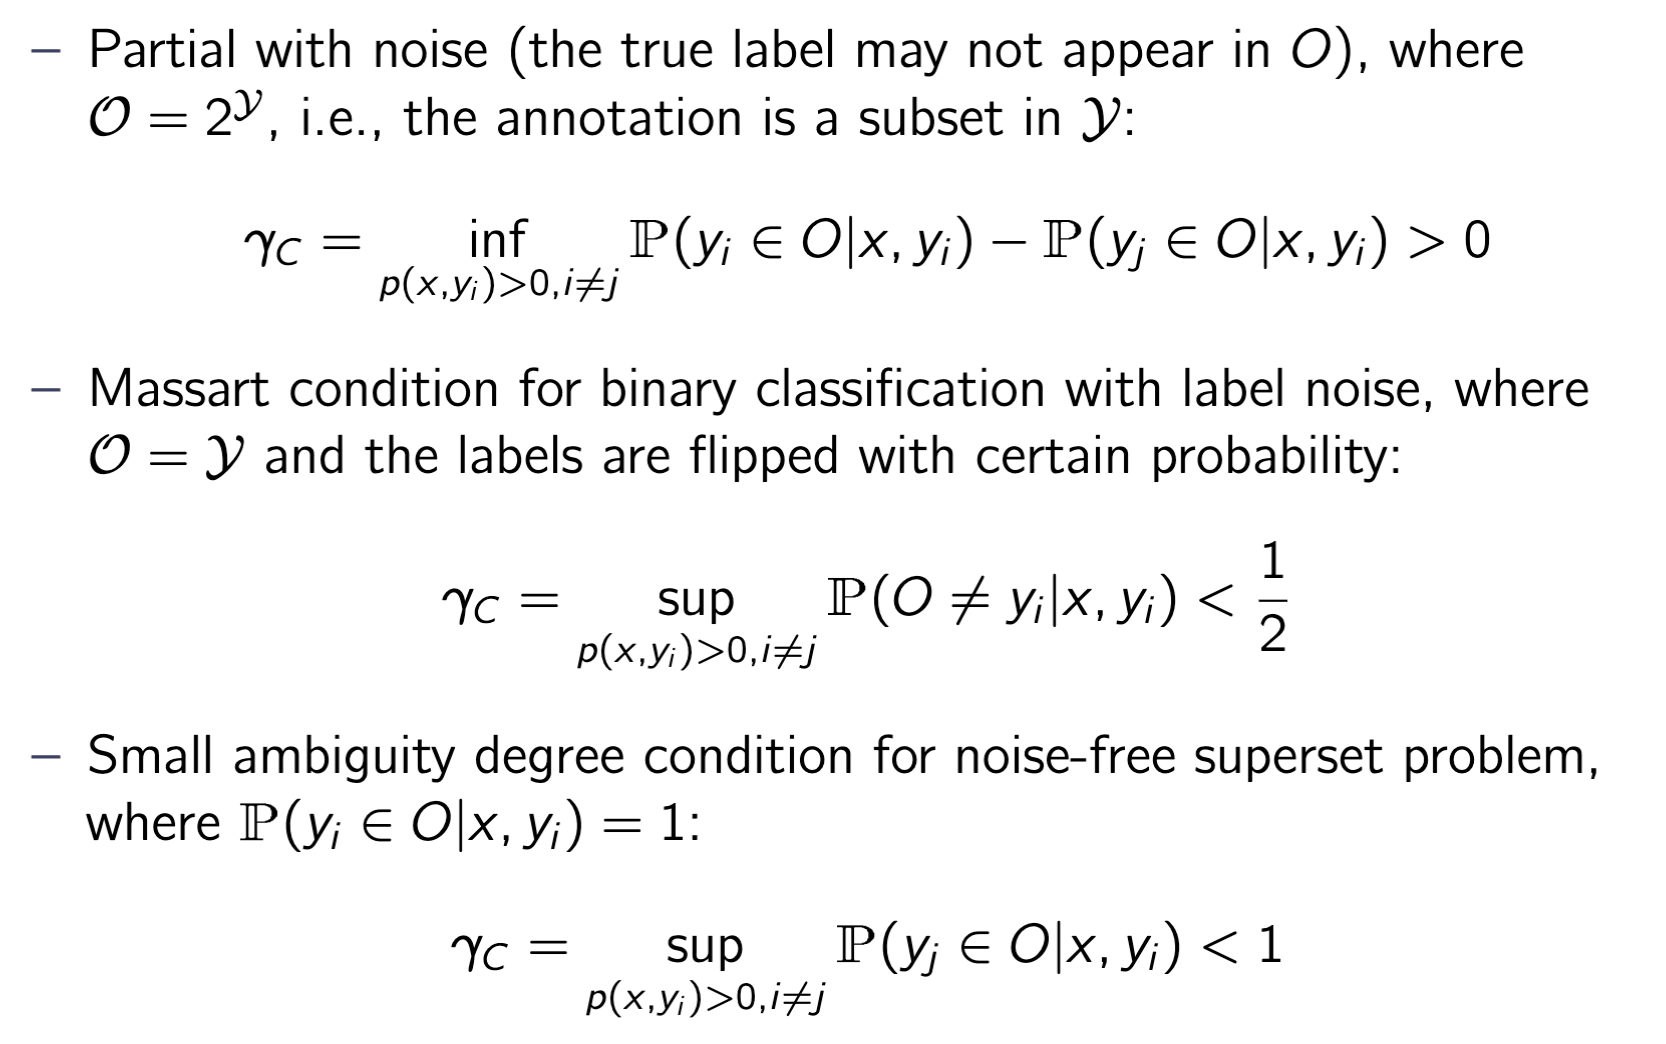 – Partial with noise (the true label may not appear in O), where
𝒪 = 2^𝒴, i.e., the annotation is a subset in 𝒴:
γ_C = inf_{p(x,y_i)>0,i≠j} ℙ(y_i ∈ O|x, y_i) − ℙ(y_j ∈ O|x, y_i) > 0
– Massart condition for binary classification with label noise, where
𝒪 = 𝒴 and the labels are flipped with certain probability:
γ_C = sup_{p(x,y_i)>0,i≠j} ℙ(O ≠ y_i|x, y_i) < 1/2
– Small ambiguity degree condition for noise-free superset problem,
where ℙ(y_i ∈ O|x, y_i) = 1:
γ_C = sup_{p(x,y_i)>0,i≠j} ℙ(y_j ∈ O|x, y_i) < 1